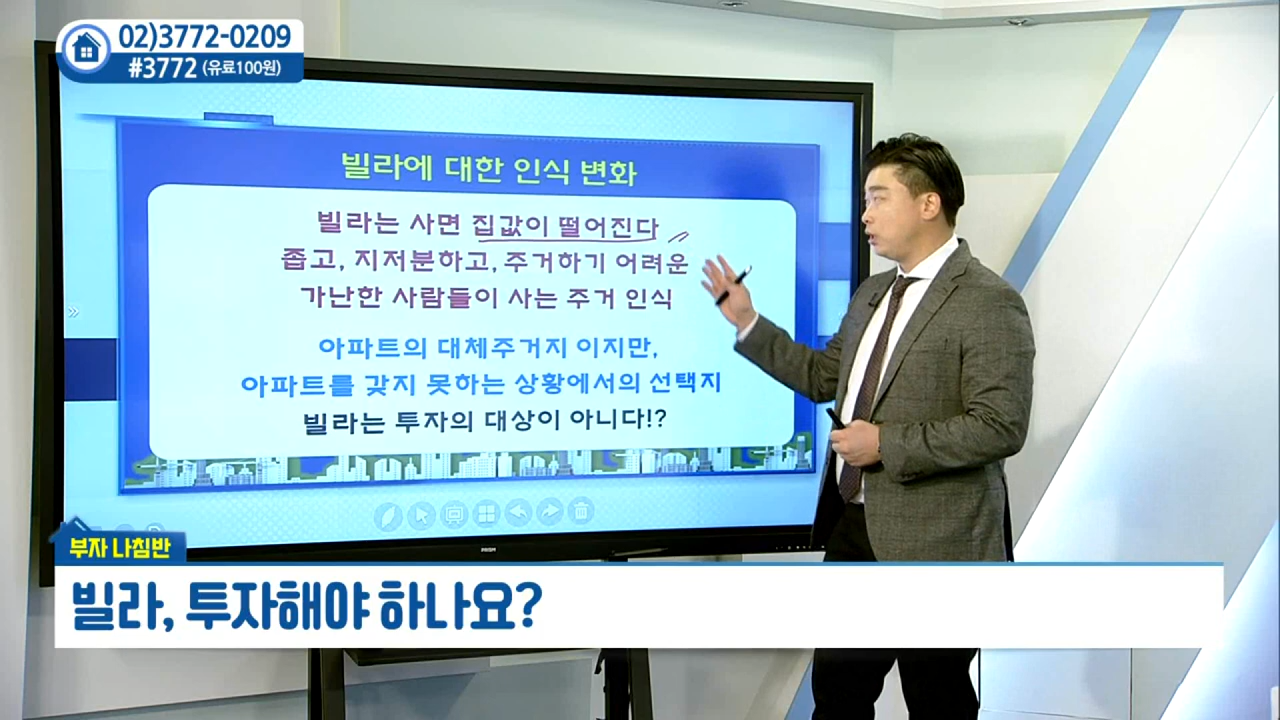 02)3772-0209
#3772 (유료100원)
빌라에 대한 인식 변화
빌라는 사면 집값이 떨어진다
좁고, 지저분하고, 주거하기 어려운
가난한 사람들이 사는 주거 인식
아파트의 대체주거지 이지만,
아파트를 갖지 못하는 상황에서의 선택지
빌라는 투자의 대상이 아니다!?
PRISM
부자 나침반
빌라, 투자해야 하나요?